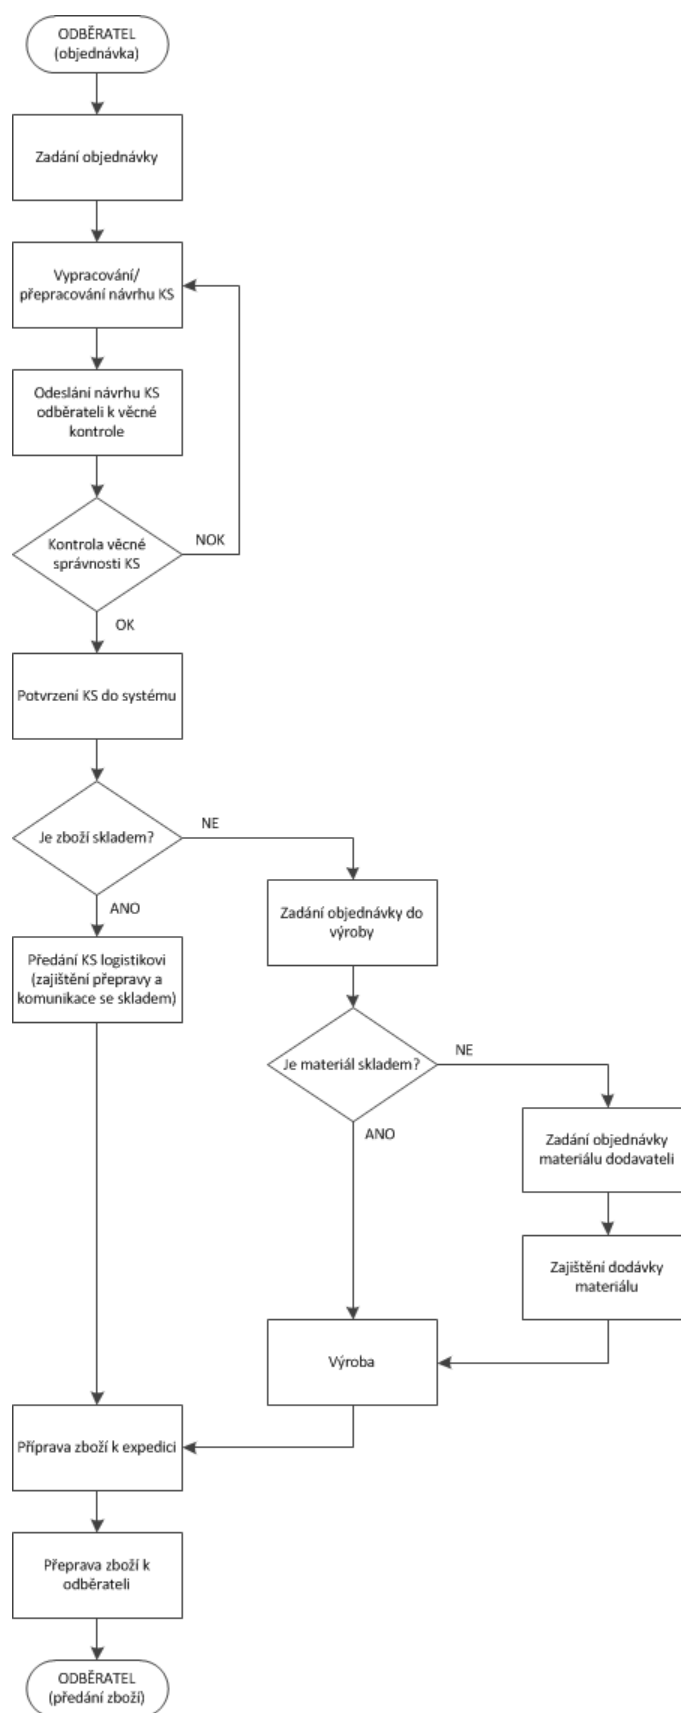 ODBĚRATEL
(objednávka)
Zadání objednávky
Vypracování/
přepracování návrhu KS
Odeslání návrhu KS
odběrateli k věcné
kontrole
Kontrola věcné
správnosti KS
NOK
OK
Potvrzení KS do systému
Je zboží skladem?
NE
ANO
Zadání objednávky do
výroby
Předání KS logistikovi
(zajištění přepravy a
komunikace se skladem)
Je materiál skladem?
NE
ANO
Zadání objednávky
materiálu dodavateli
Zajištění dodávky
materiálu
Výroba
Příprava zboží k expedici
Přeprava zboží k
odběrateli
ODBĚRATEL
(předání zboží)